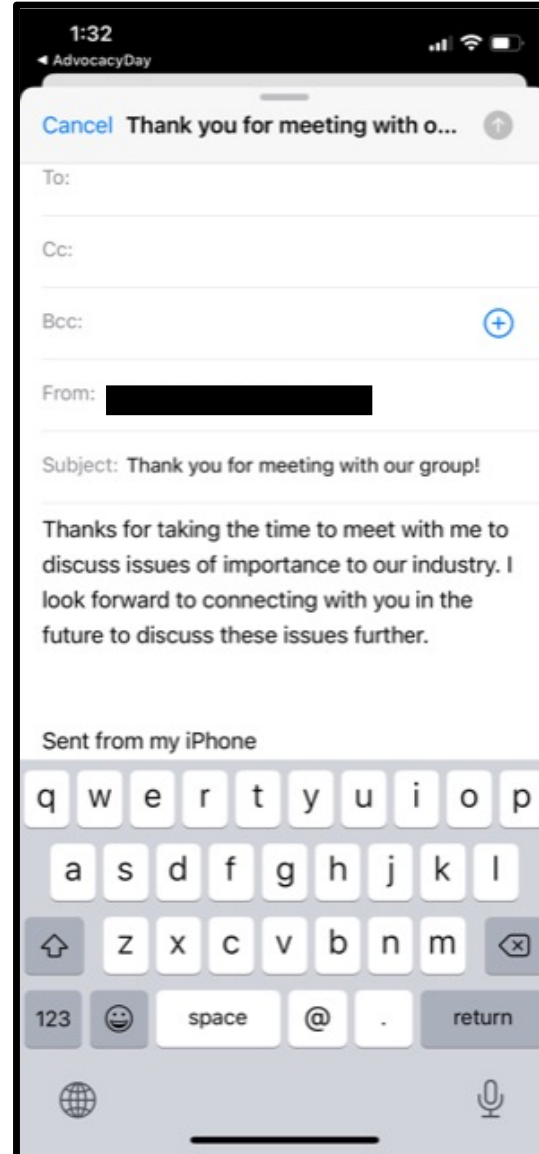 1:32
◀ AdvocacyDay
Cancel Thank you for meeting with o...
To:
Cc:
Bcc:
From:
Subject: Thank you for meeting with our group!
Thanks for taking the time to meet with me to
discuss issues of importance to our industry. I
look forward to connecting with you in the
future to discuss these issues further.
Sent from my iPhone
q w e r t y u i o p
a s d f g h j k l
z x c v b n m
123 space @ . return